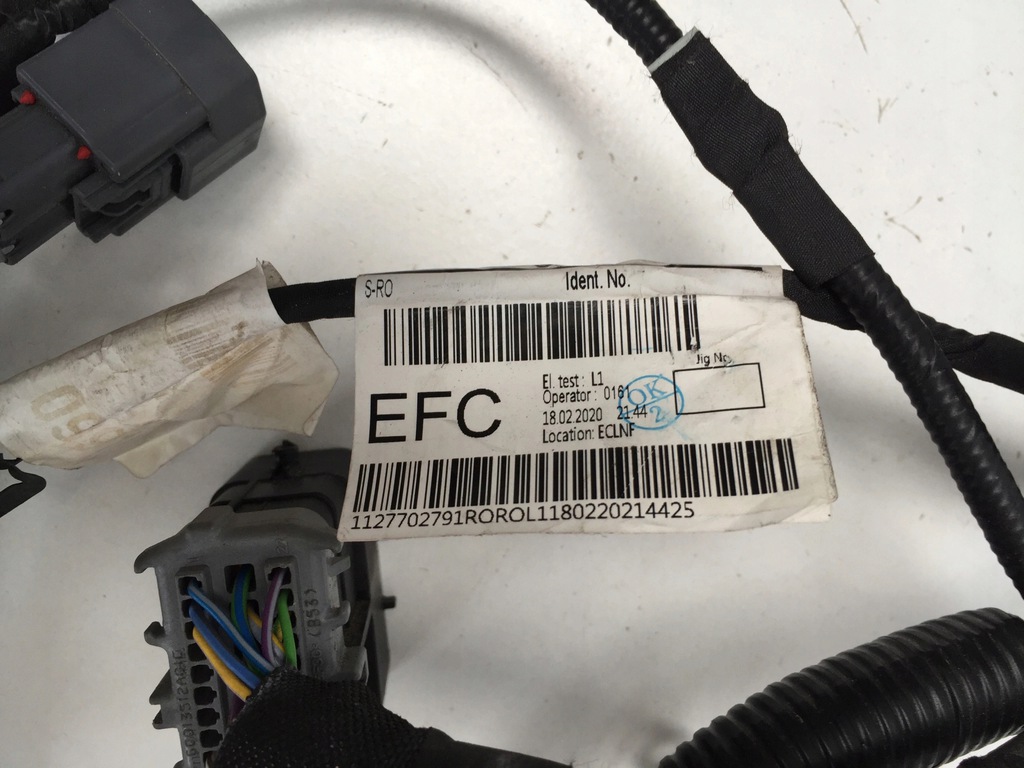 S-RO Ident. No.
Jig No.
El. test : L1
EFC
Operator : 0161
18.02.2020 21:44
OK
2
Location: ECLNF
1127702791ROROL1180220214425